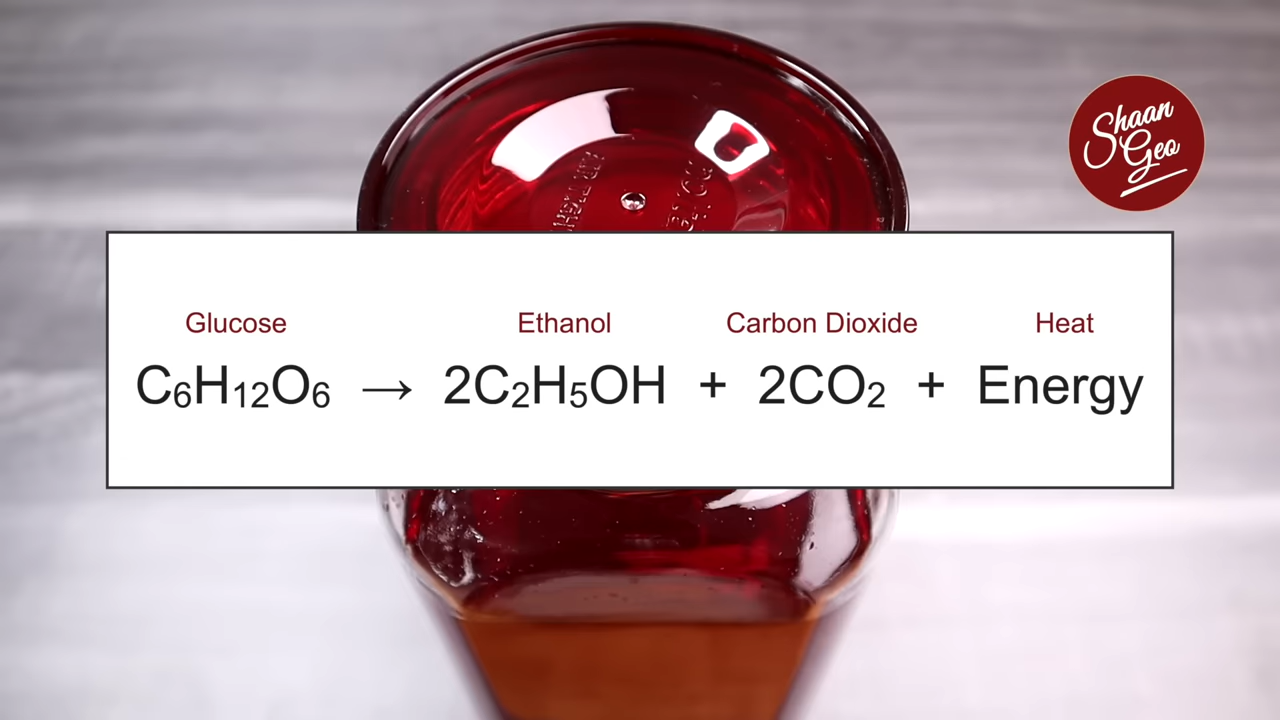 Shaan
Geo
Glucose Ethanol Carbon Dioxide Heat
C₆H₁₂O₆ → 2C₂H₅OH + 2CO₂ + Energy